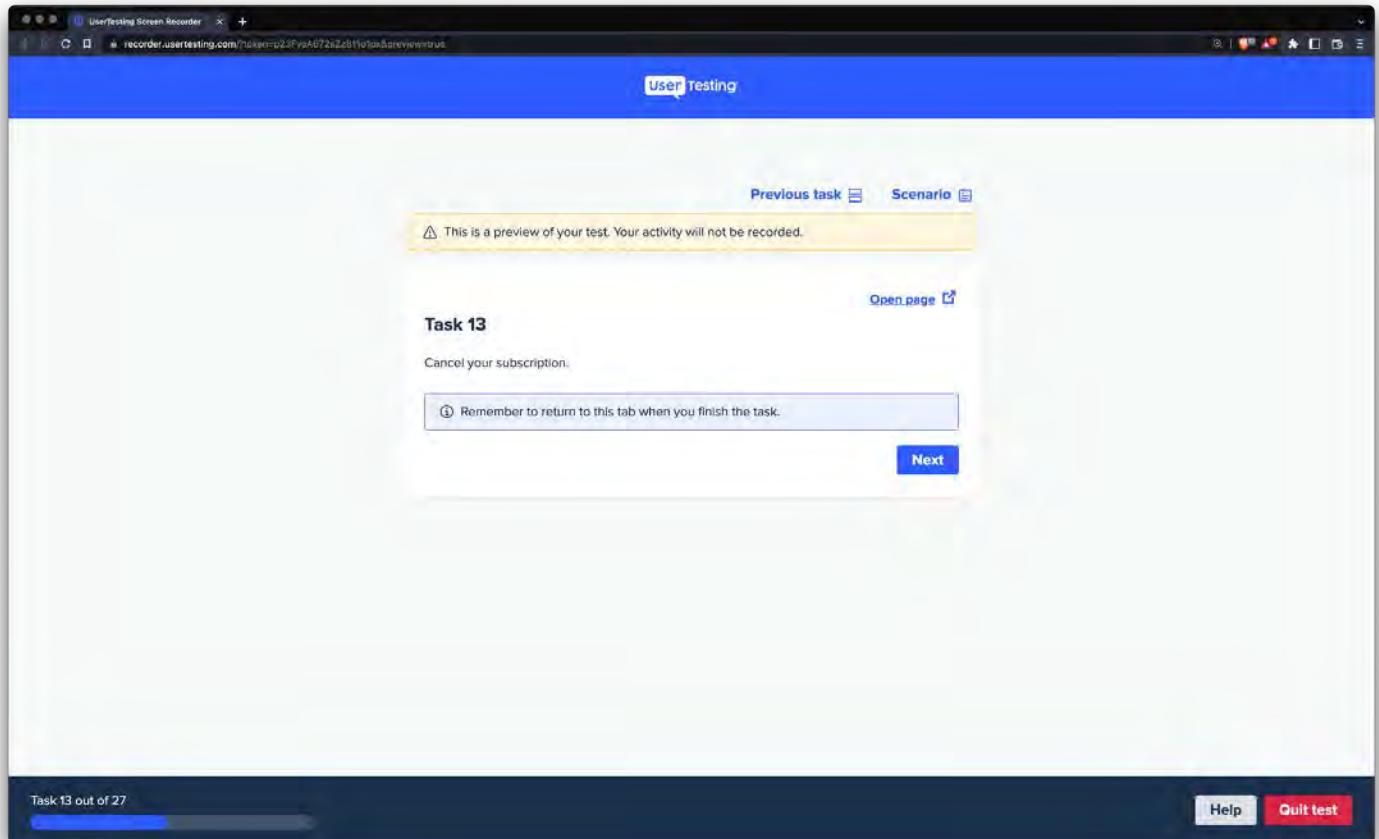 UserTesting Screen Recorder
recorder.usertesting.com/
User Testing
Previous task
Scenario
This is a preview of your test. Your activity will not be recorded.
Open page
Task 13
Cancel your subscription.
Remember to return to this tab when you finish the task.
Next
Task 13 out of 27
Help
Quit test